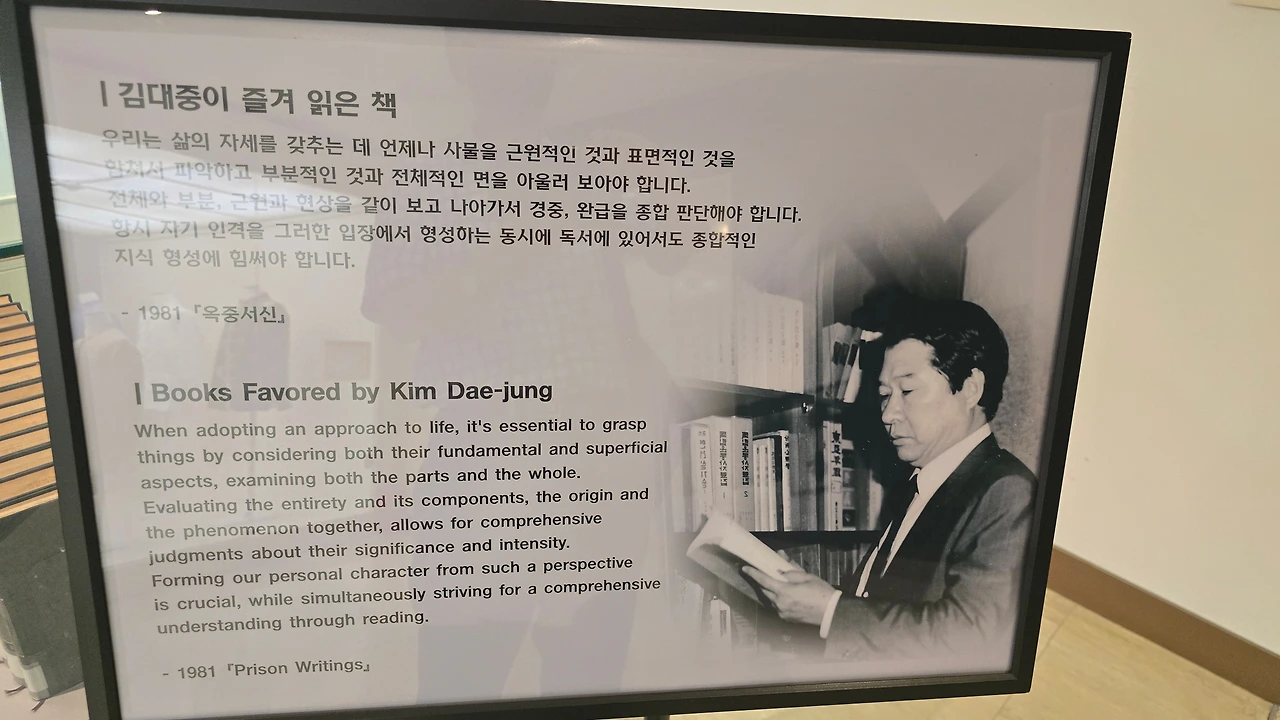 | 김대중이 즐겨 읽은 책
우리는 삶의 자세를 갖추는 데 언제나 사물을 근원적인 것과 표면적인 것을
합쳐서 파악하고 부분적인 것과 전체적인 면을 아울러 보아야 합니다.
전체와 부분, 근원과 현상을 같이 보고 나아가서 경중, 완급을 종합 판단해야 합니다.
항시 자기 인격을 그러한 입장에서 형성하는 동시에 독서에 있어서도 종합적인
지식 형성에 힘써야 합니다.
- 1981 『옥중서신』
| Books Favored by Kim Dae-jung
When adopting an approach to life, it's essential to grasp
things by considering both their fundamental and superficial
aspects, examining both the parts and the whole.
Evaluating the entirety and its components, the origin and
the phenomenon together, allows for comprehensive
judgments about their significance and intensity.
Forming our personal character from such a perspective
is crucial, while simultaneously striving for a comprehensive
understanding through reading.
- 1981 『Prison Writings』